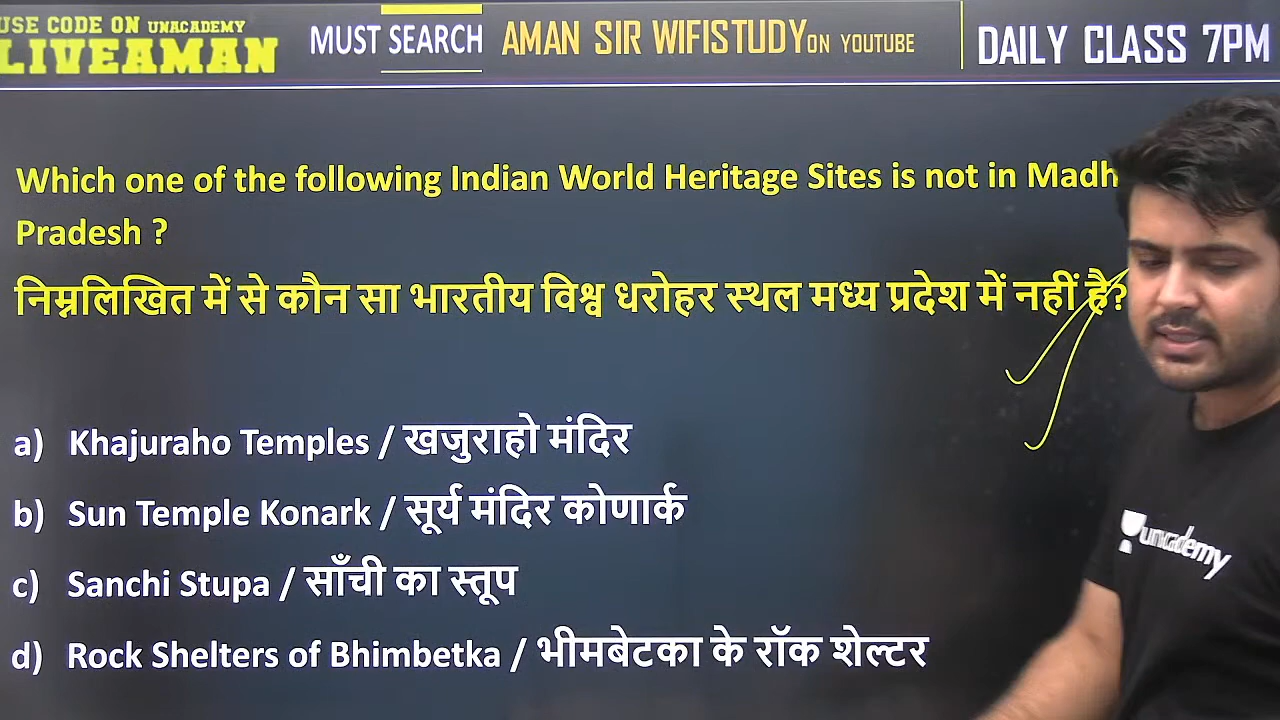 USE CODE ON UNACADEMY
LIVEAMAN
MUST SEARCH AMAN SIR WIFISTUDY ON YOUTUBE
DAILY CLASS 7PM
Which one of the following Indian World Heritage Sites is not in Madh
Pradesh ?
निम्नलिखित में से कौन सा भारतीय विश्व धरोहर स्थल मध्य प्रदेश में नहीं है?
a) Khajuraho Temples / खजुराहो मंदिर
b) Sun Temple Konark / सूर्य मंदिर कोणार्क
c) Sanchi Stupa / साँची का स्तूप
d) Rock Shelters of Bhimbetka / भीमबेटका के रॉक शेल्टर
unacademy